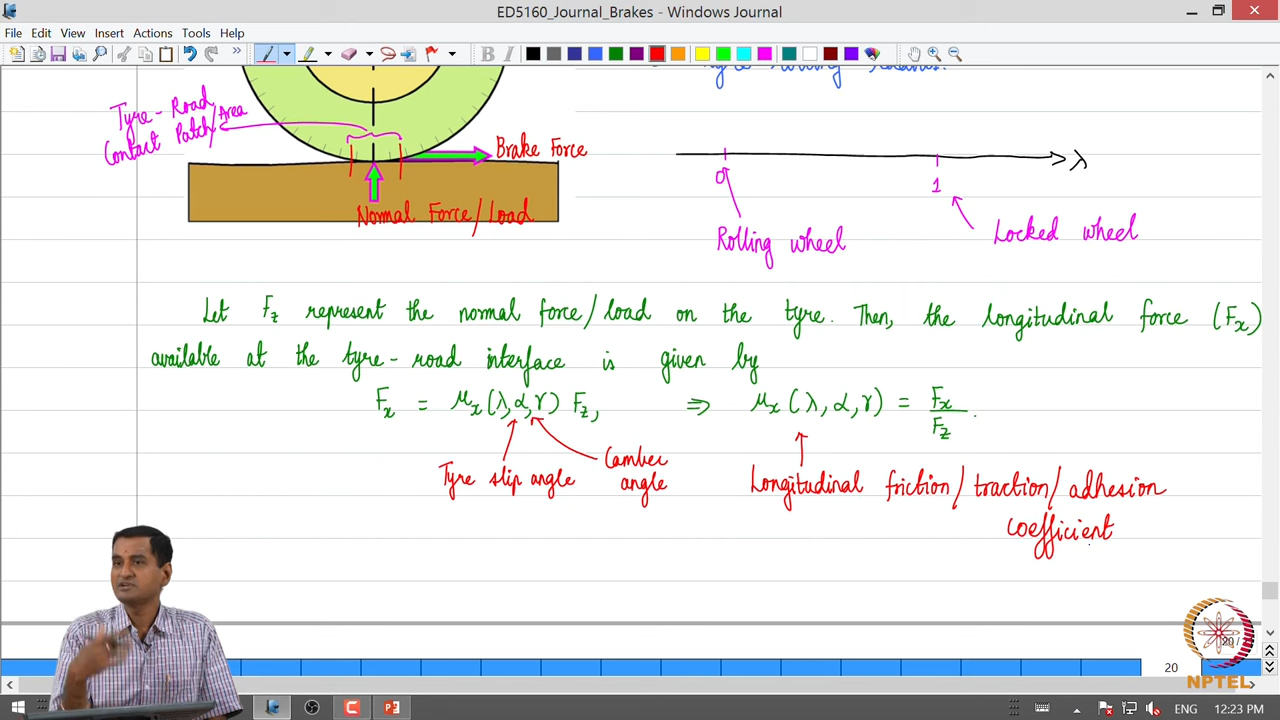 ED5160_Journal_Brakes - Windows Journal
File Edit View Insert Actions Tools Help
B I U
Tyre-Road
Contact Patch/Area
Brake Force
Normal Force/Load
0
1
λ
Rolling wheel
Locked wheel
Let Fz represent the normal force/load on the tyre. Then, the longitudinal force (Fx)
available at the tyre-road interface is given by
Fx = μx(λ,α,γ) Fz, ⇒ μx(λ,α,γ) = Fx/Fz.
Tyre slip angle
Camber
angle
Longitudinal friction/traction/adhesion
coefficient
20
NPTEL
ENG 12:23 PM